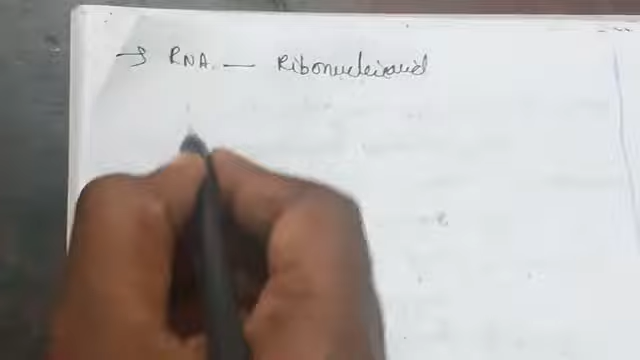 → RNA. — Ribonucleicacid